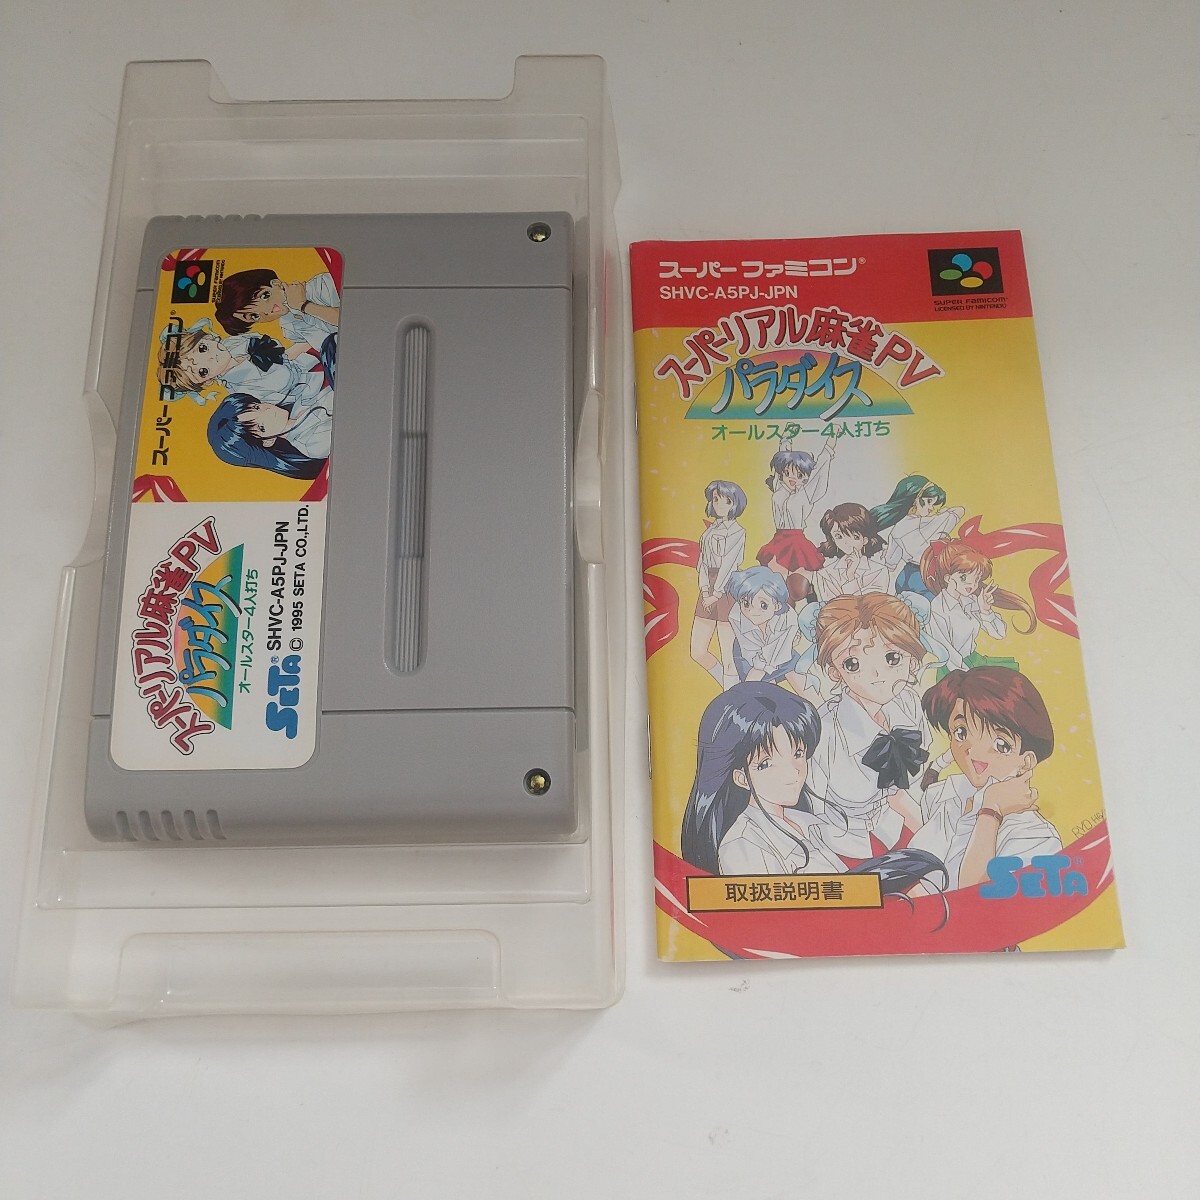 スーパーファミコン®
SUPER FAMICOM
スーパーリアル麻雀PV
パラダイス
オールスター4人打ち
SHVC-A5PJ-JPN
SETA® © 1995 SETA CO.,LTD.
スーパーファミコン®
SHVC-A5PJ-JPN
SUPER FAMICOM®
LICENSED BY NINTENDO
スーパーリアル麻雀PV
パラダイス
オールスター4人打ち
取扱説明書
SETA®